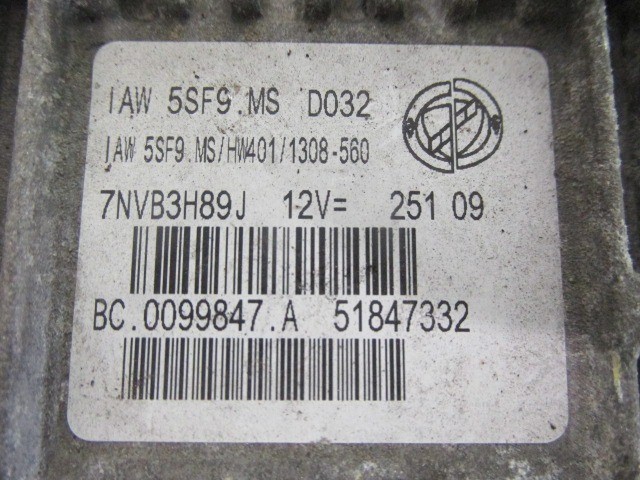 IAW 5SF9.MS D032
IAW 5SF9.MS/HW401/1308-560
7NVB3H89J 12V= 251 09
BC.0099847.A 51847332